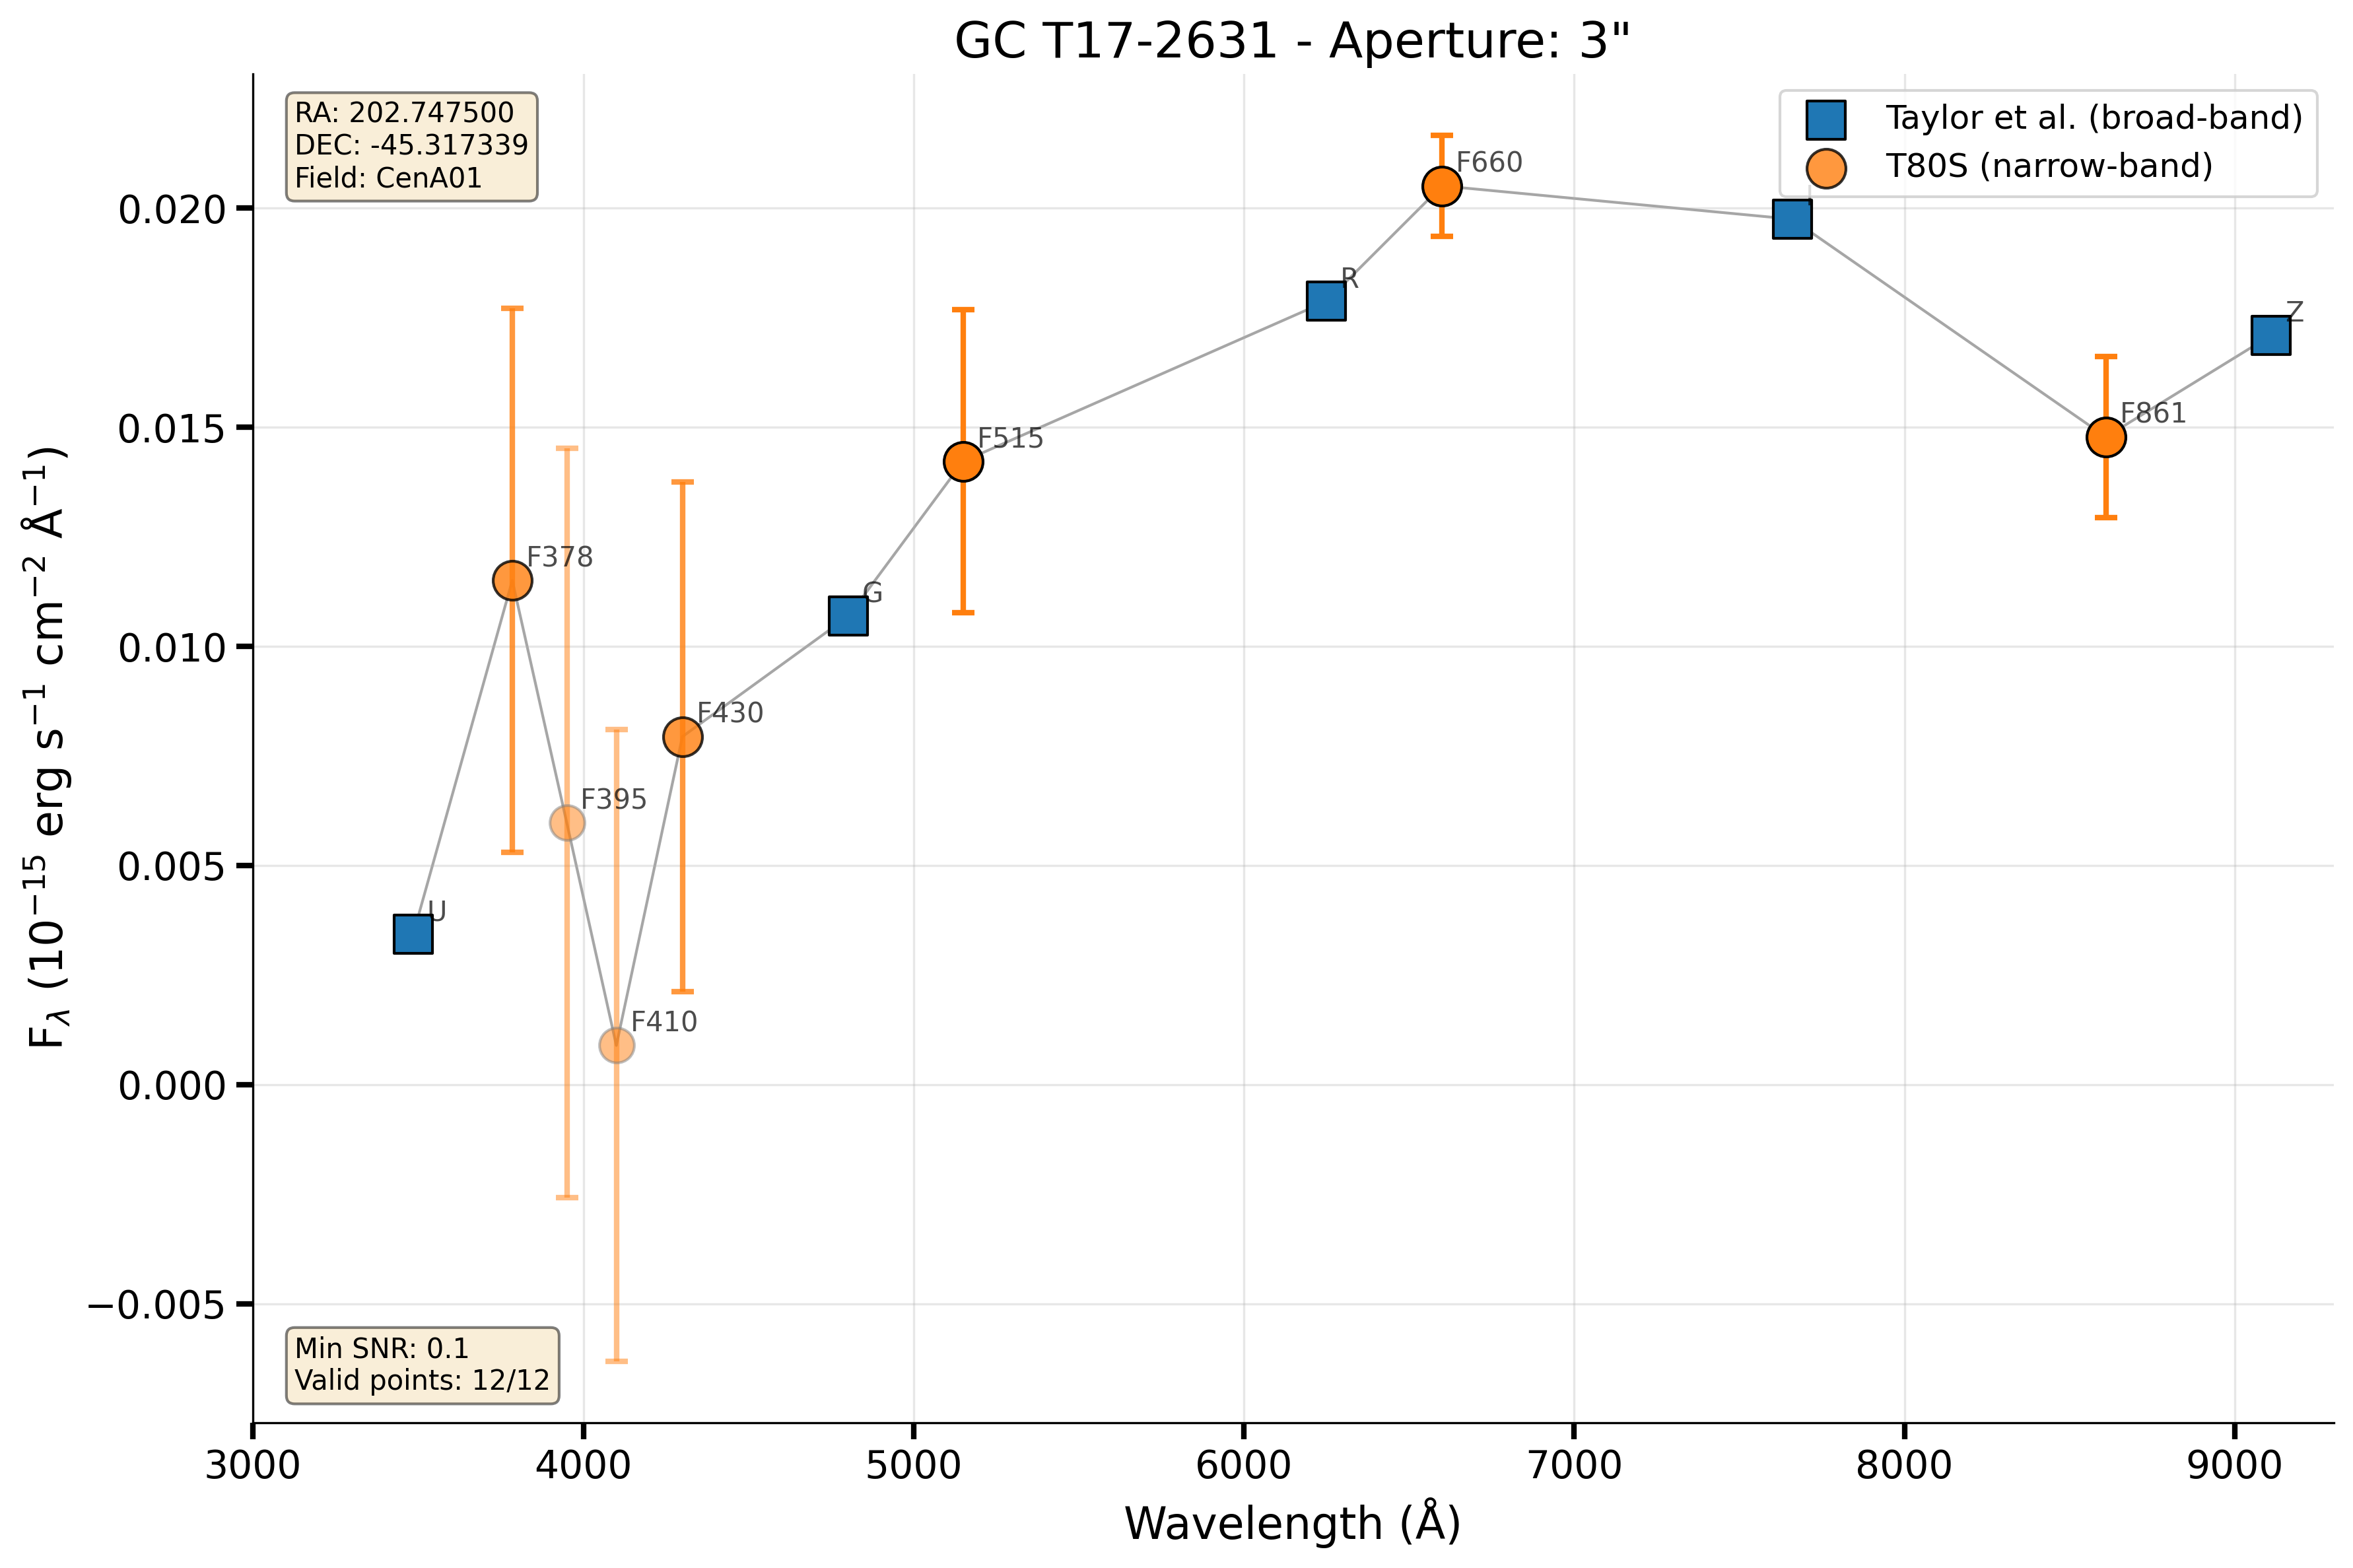 GC T17-2631 - Aperture: 3"
RA: 202.747500
DEC: -45.317339
Field: CenA01
Taylor et al. (broad-band)
T80S (narrow-band)
F660
R
Z
F861
F515
F378
G
F430
F395
U
F410
0.020
0.015
0.010
0.005
0.000
−0.005
Fλ (10⁻¹⁵ erg s⁻¹ cm⁻² Å⁻¹)
Min SNR: 0.1
Valid points: 12/12
3000 4000 5000 6000 7000 8000 9000
Wavelength (Å)